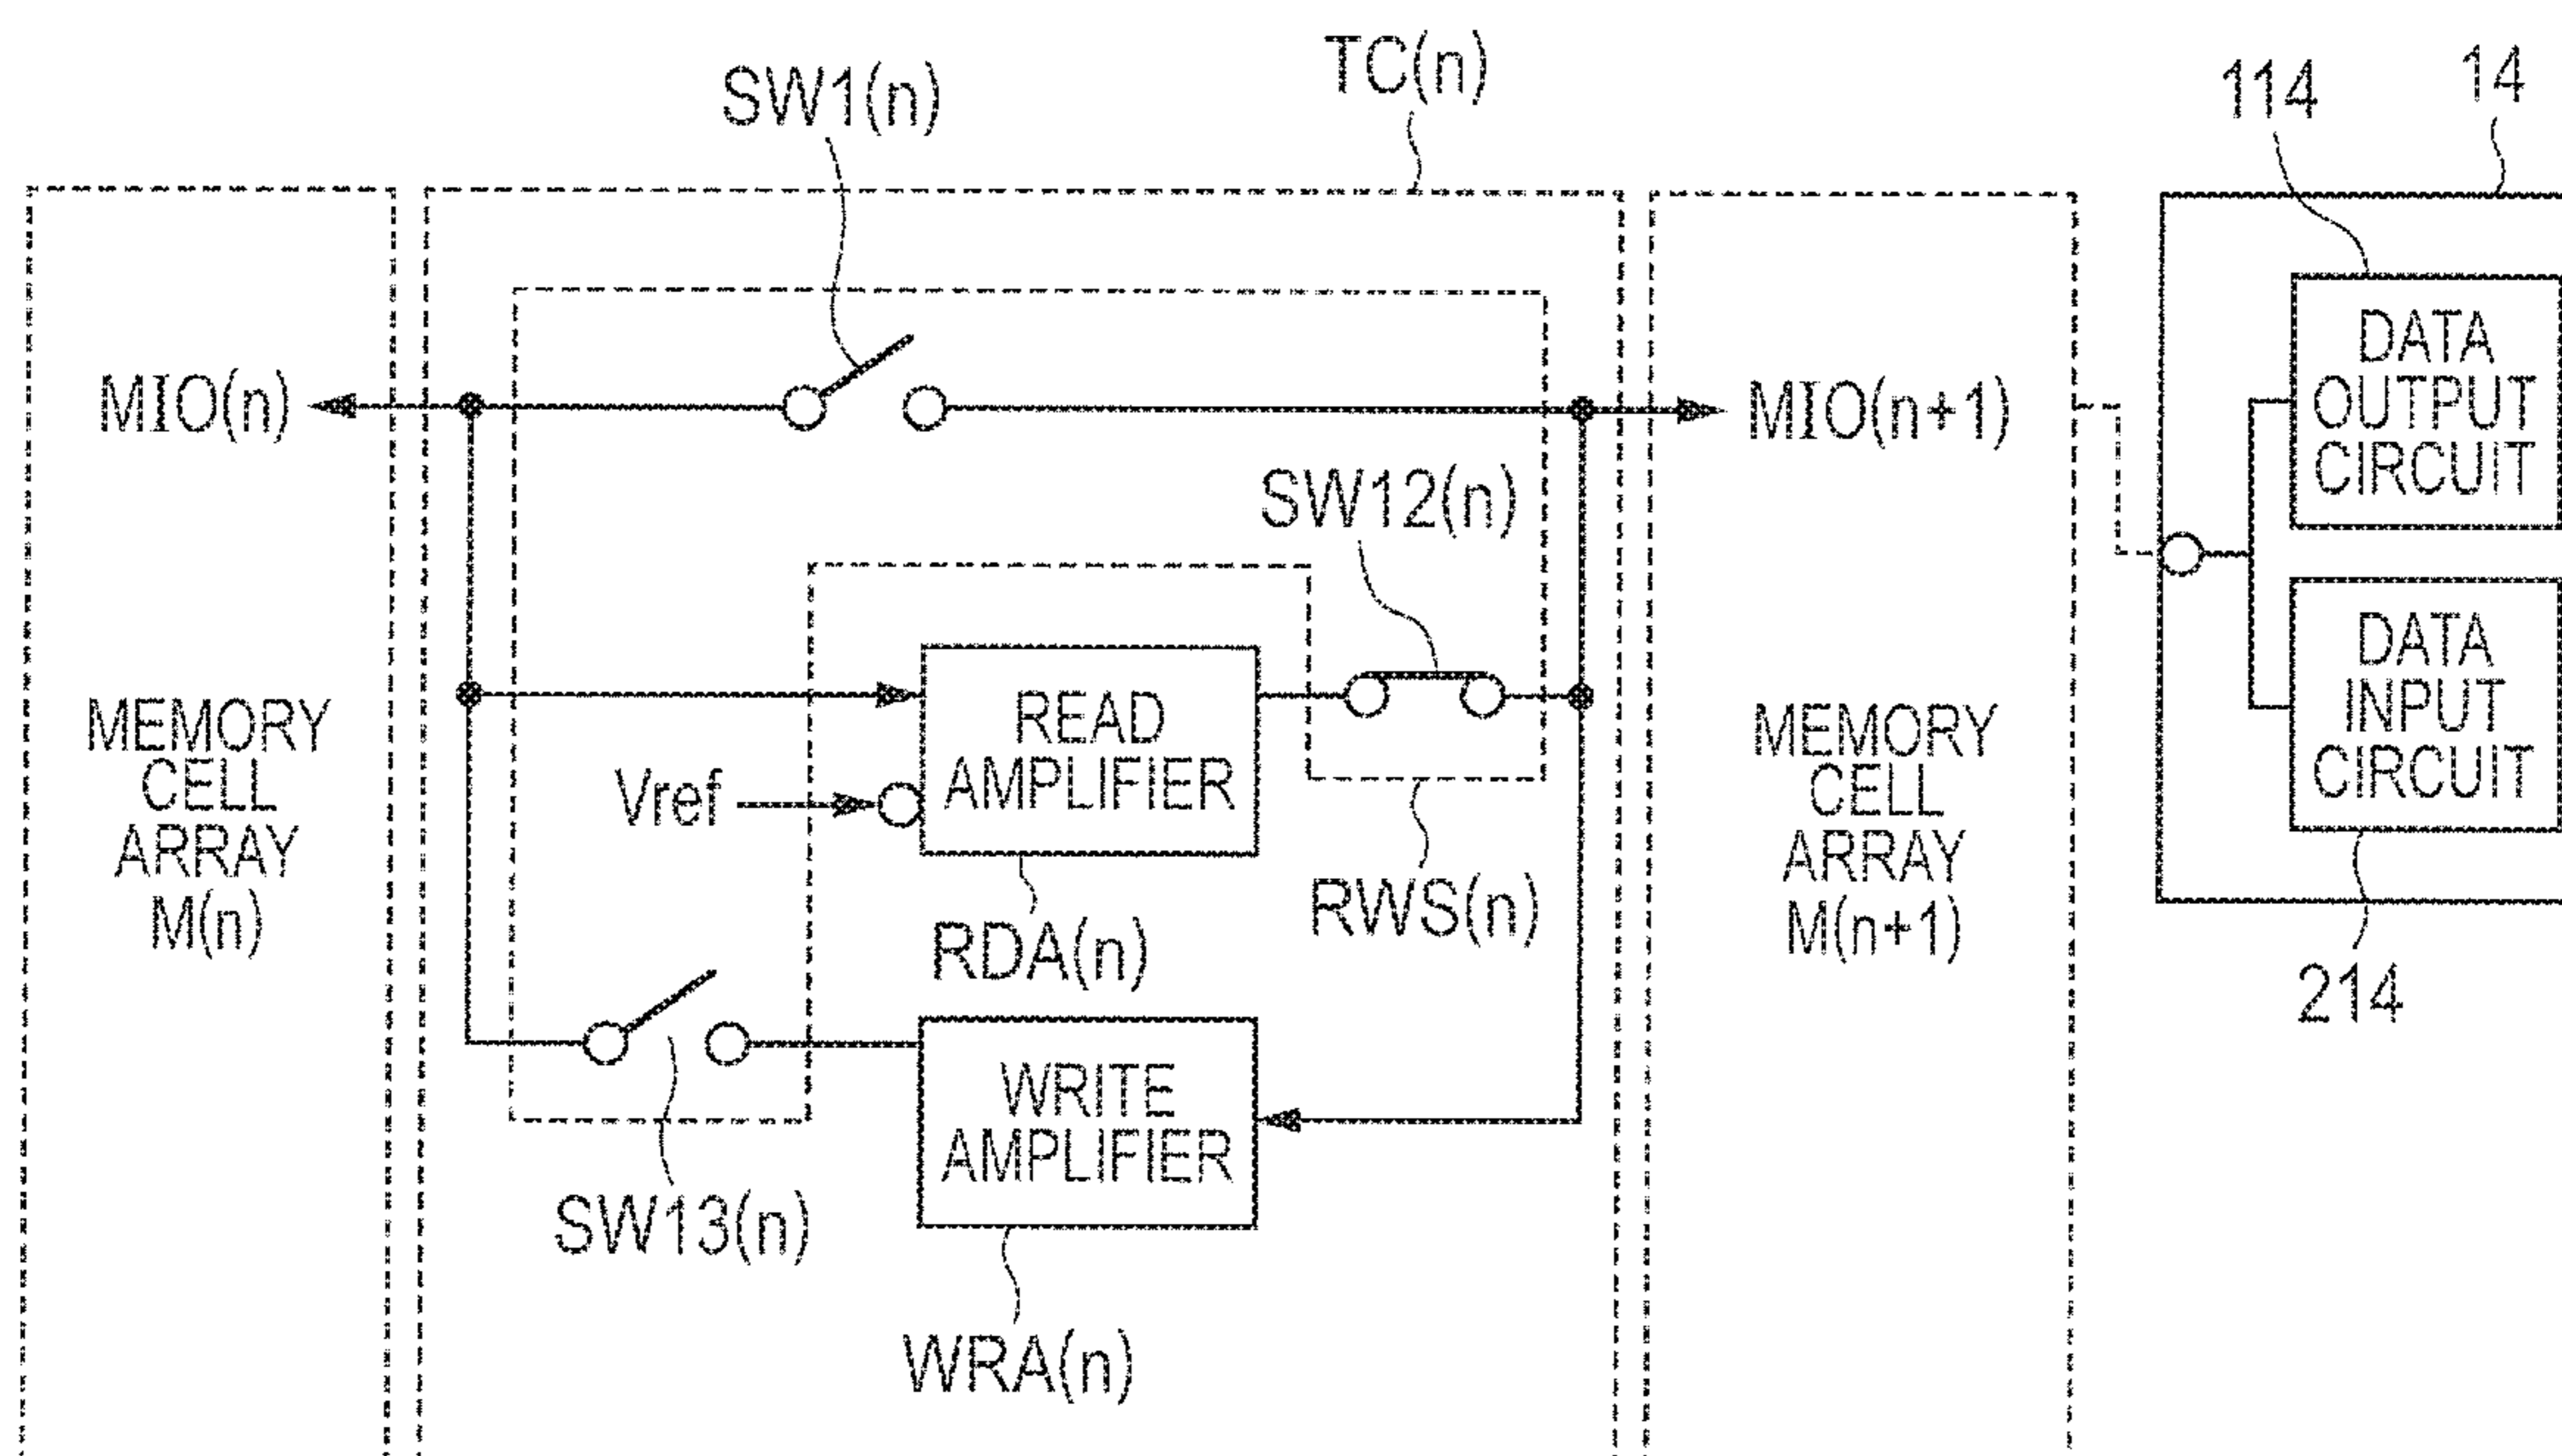 TC(n)
14
SW1(n)
114
MIO(n)
MIO(n+1)
DATA
OUTPUT
CIRCUIT
SW12(n)
READ
AMPLIFIER
Vref
DATA
INPUT
CIRCUIT
MEMORY
CELL
ARRAY
M(n)
MEMORY
CELL
ARRAY
M(n+1)
RWS(n)
RDA(n)
214
WRITE
AMPLIFIER
SW13(n)
WRA(n)